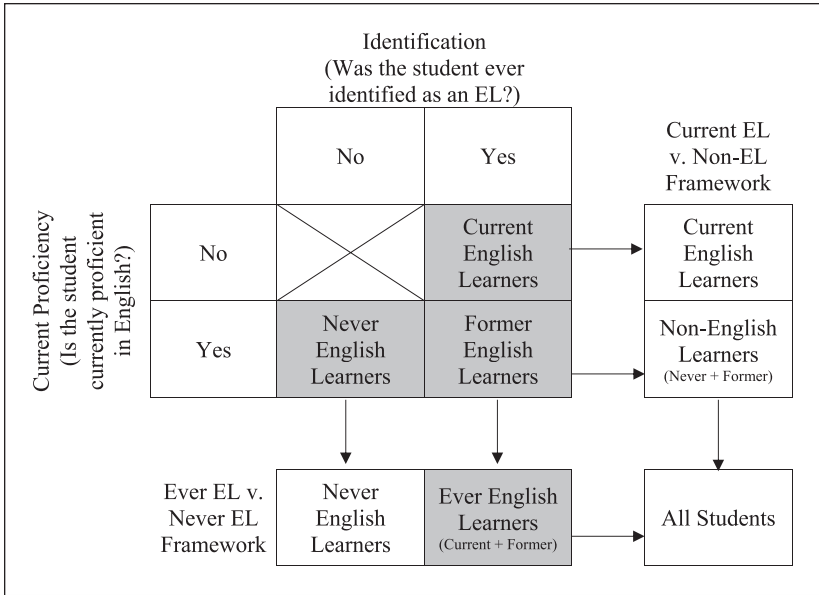 Identification
(Was the student ever
identified as an EL?)
No
Yes
Current EL
v. Non-EL
Framework
Current Proficiency
(Is the student
currently proficient
in English?)
No
Current
English
Learners
Current
English
Learners
Yes
Never
English
Learners
Former
English
Learners
Non-English
Learners
(Never + Former)
Ever EL v.
Never EL
Framework
Never
English
Learners
Ever English
Learners
(Current + Former)
All Students